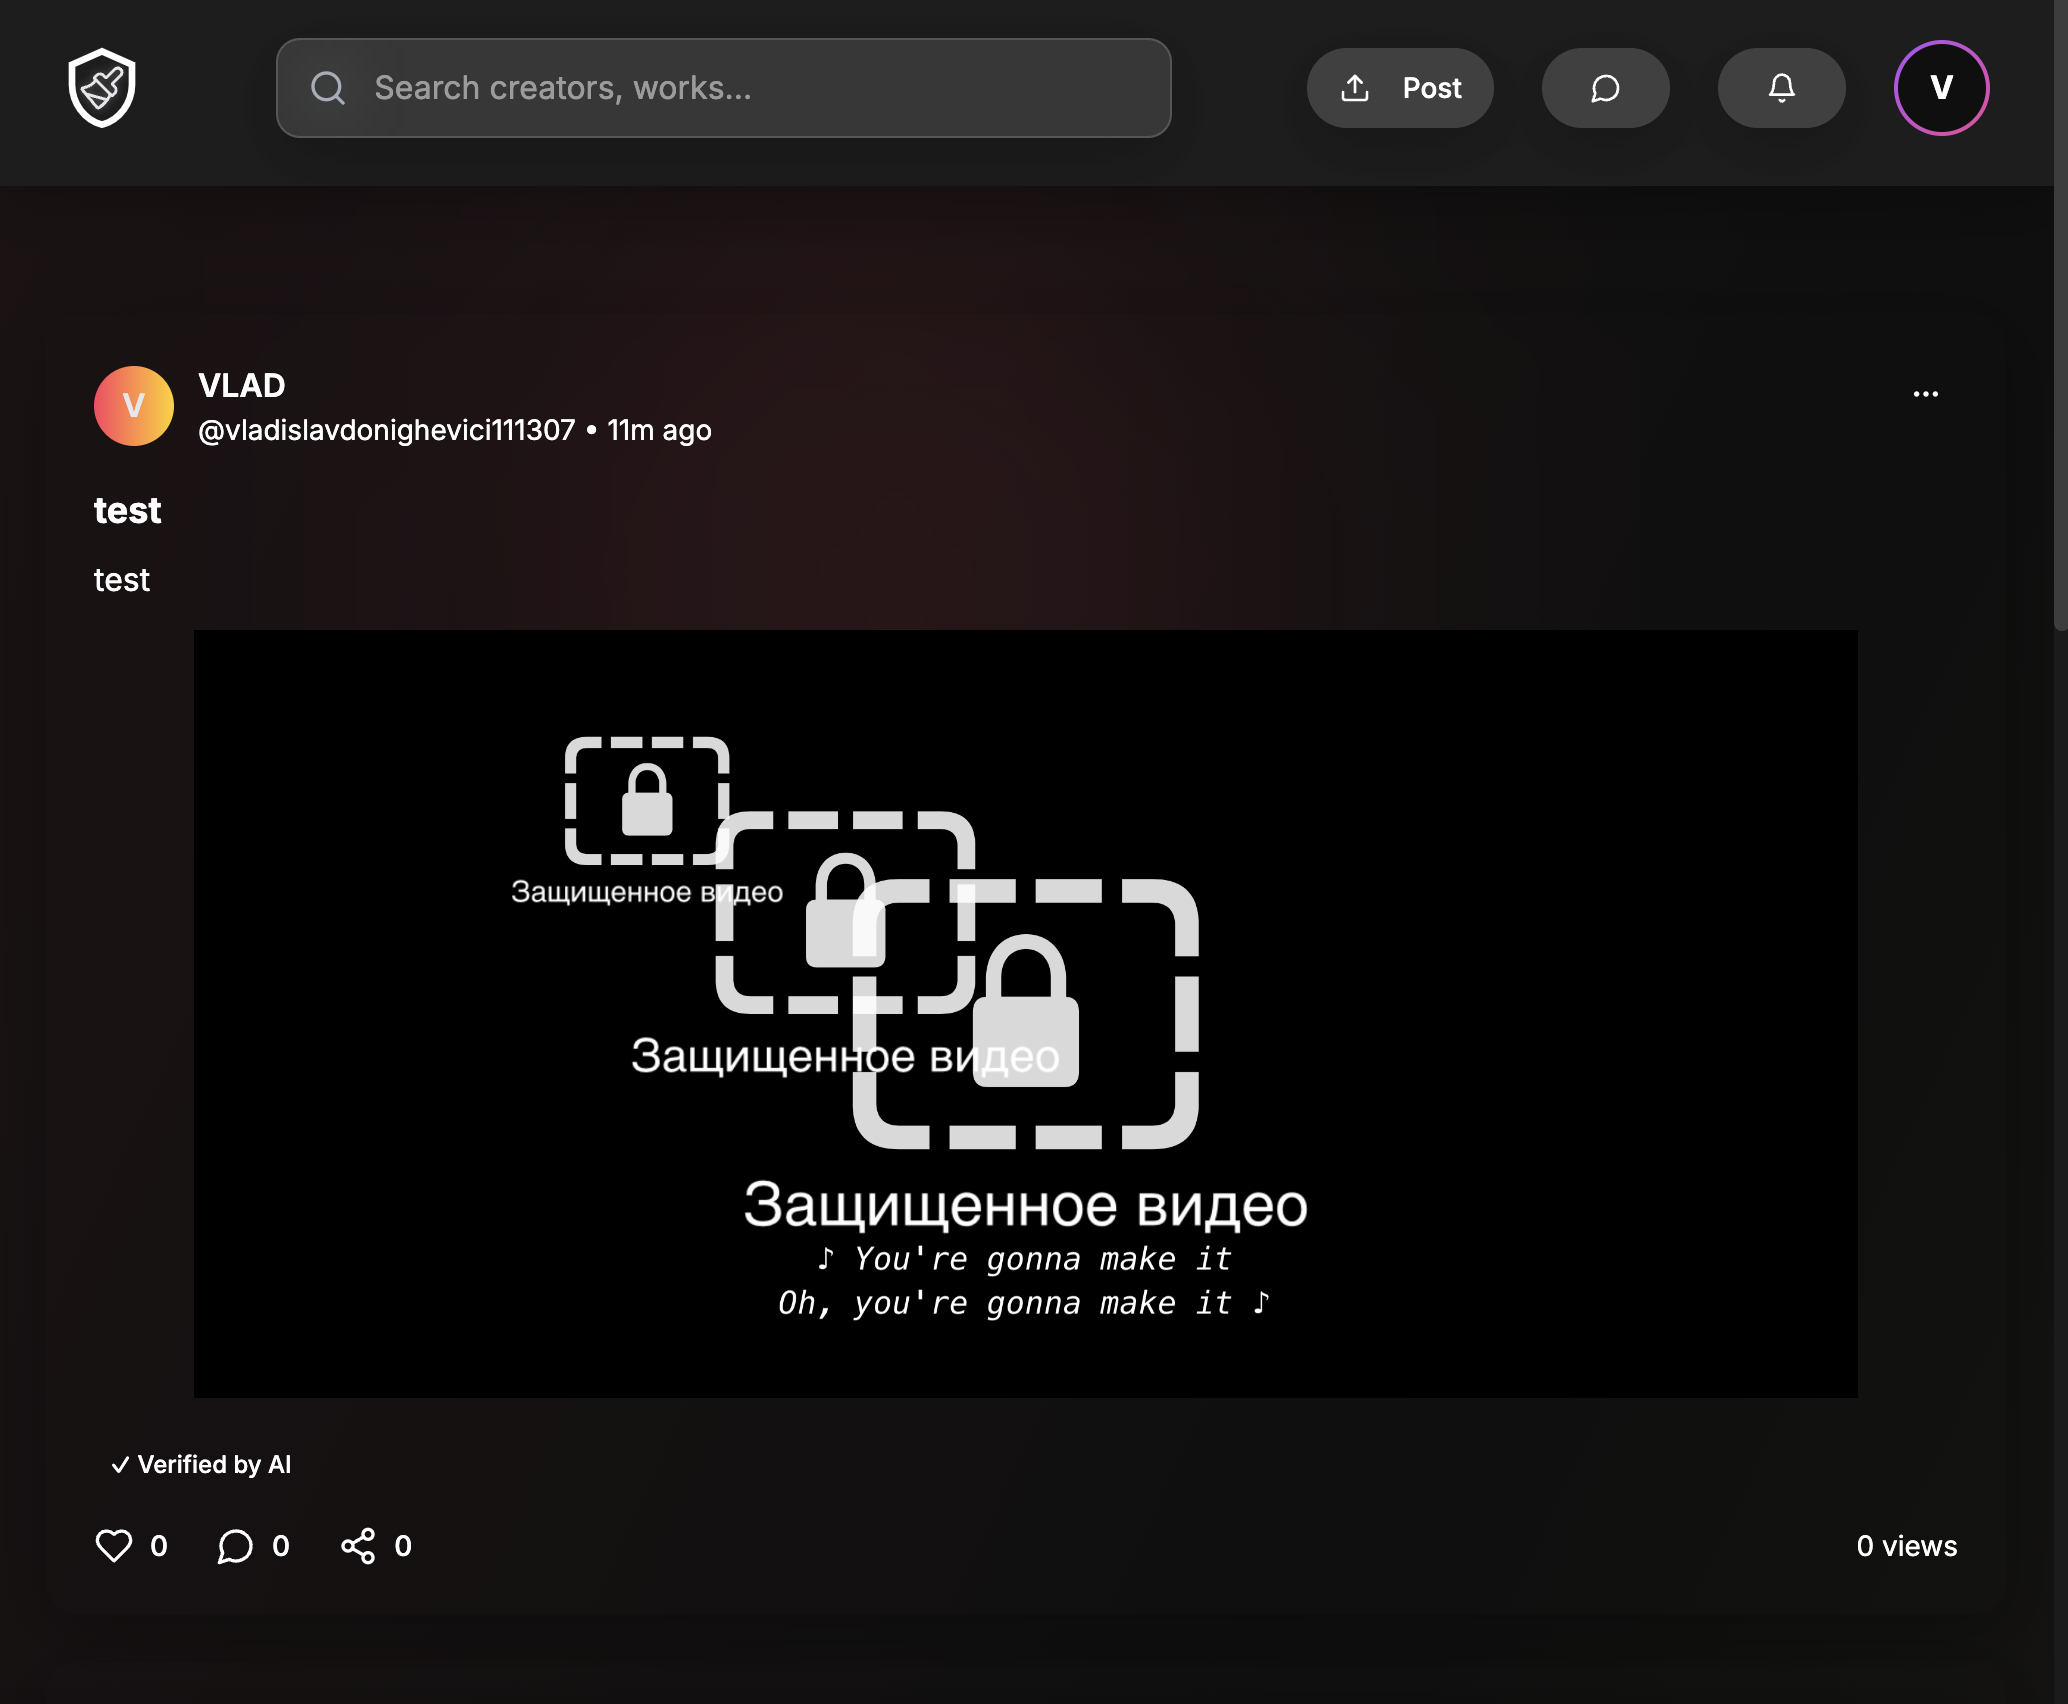 Search creators, works...
Post
V
V
VLAD
@vladislavdonighevici111307 • 11m ago
test
test
Защищенное видео
Защищенное видео
Защищенное видео
♪ You're gonna make it
Oh, you're gonna make it ♪
✓ Verified by AI
0 0 0 0 views